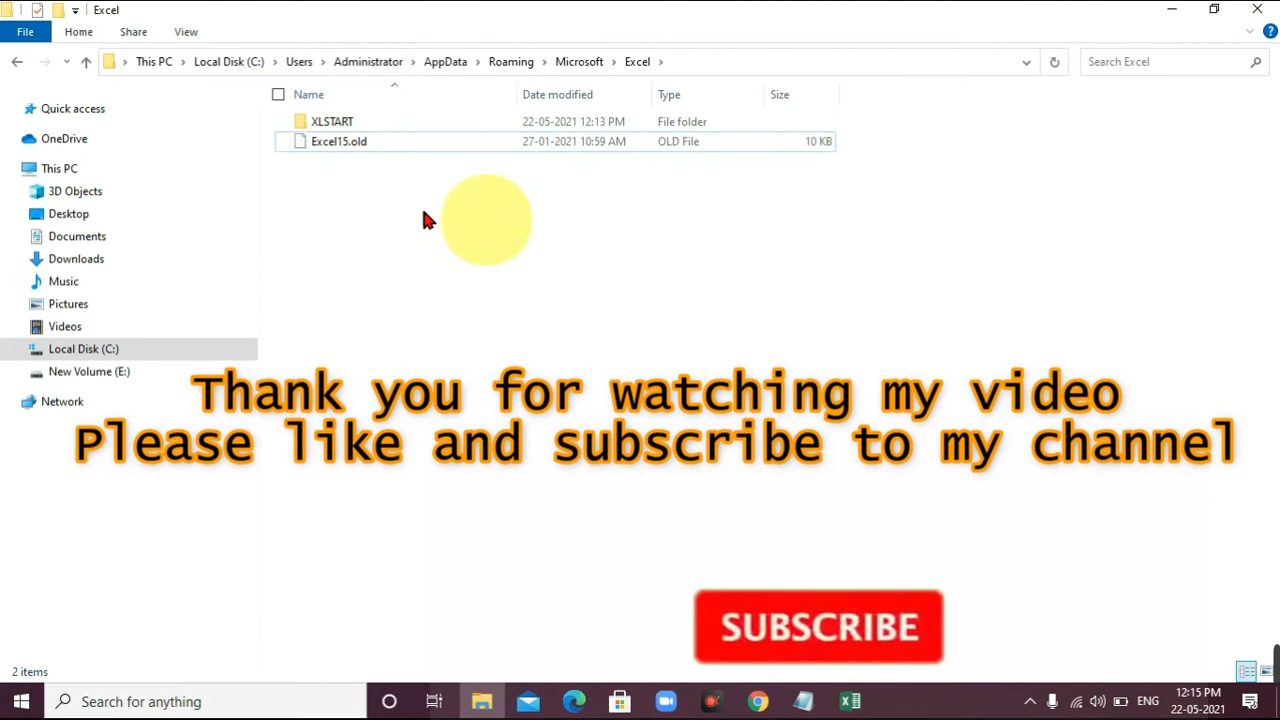 Excel
File
Home
Share
View
This PC
Local Disk (C:)
Users
Administrator
AppData
Roaming
Microsoft
Excel
Search Excel
Name
Date modified
Type
Size
XLSTART
22-05-2021 12:13 PM
File folder
Excel15.old
27-01-2021 10:59 AM
OLD File
10 KB
Quick access
OneDrive
This PC
3D Objects
Desktop
Documents
Downloads
Music
Pictures
Videos
Local Disk (C:)
New Volume (E:)
Network
Thank you for watching my video
Please like and subscribe to my channel
SUBSCRIBE
2 items
Search for anything
ENG
12:15 PM
22-05-2021